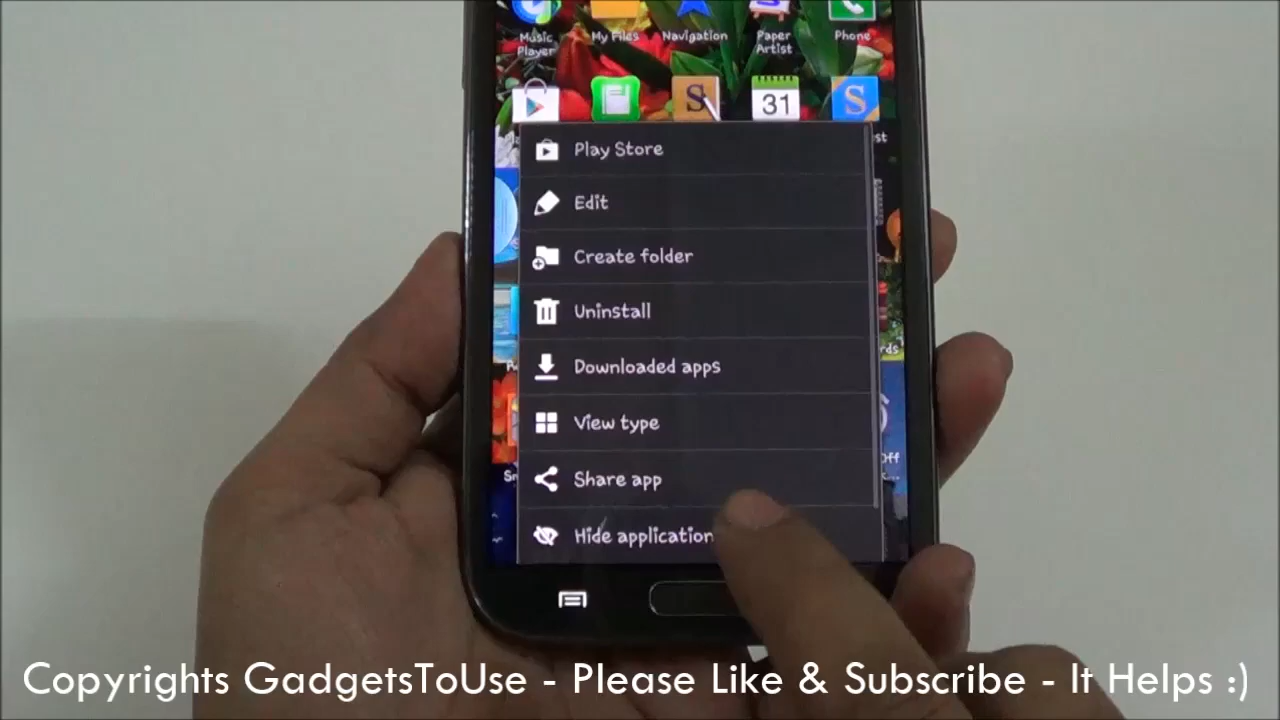 Music Player
My Files
Navigation
Paper Artist
Phone
S
31
S
Play Store
Edit
Create folder
Uninstall
Downloaded apps
View type
Share app
Hide application
Copyrights GadgetsToUse - Please Like & Subscribe - It Helps :)